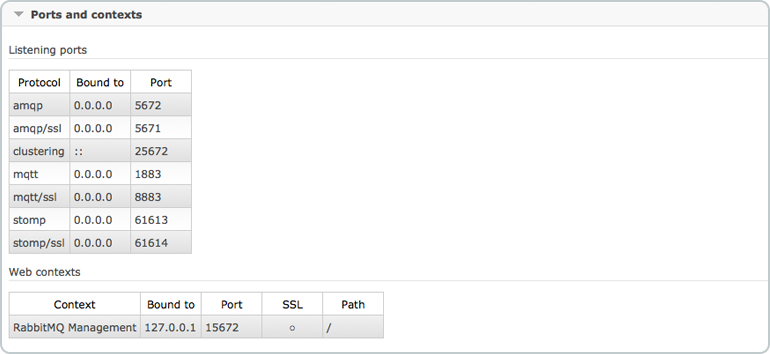 Ports and contexts
Listening ports
Protocol Bound to Port
amqp 0.0.0.0 5672
amqp/ssl 0.0.0.0 5671
clustering :: 25672
mqtt 0.0.0.0 1883
mqtt/ssl 0.0.0.0 8883
stomp 0.0.0.0 61613
stomp/ssl 0.0.0.0 61614
Web contexts
Context Bound to Port SSL Path
RabbitMQ Management 127.0.0.1 15672 ○ /